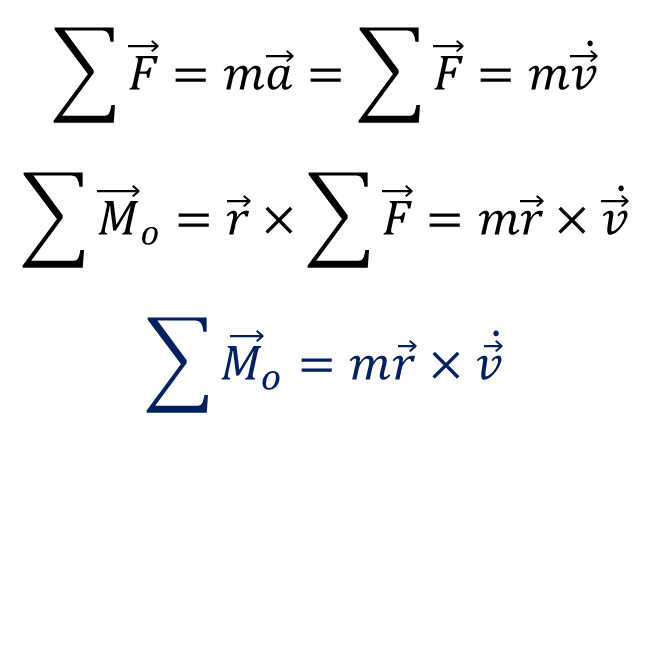 ∑F⃗ = ma⃗ = ∑F⃗ = mv⃗̇
∑M⃗ₒ = r⃗ × ∑F⃗ = mr⃗ × v⃗̇
∑M⃗ₒ = mr⃗ × v⃗̇